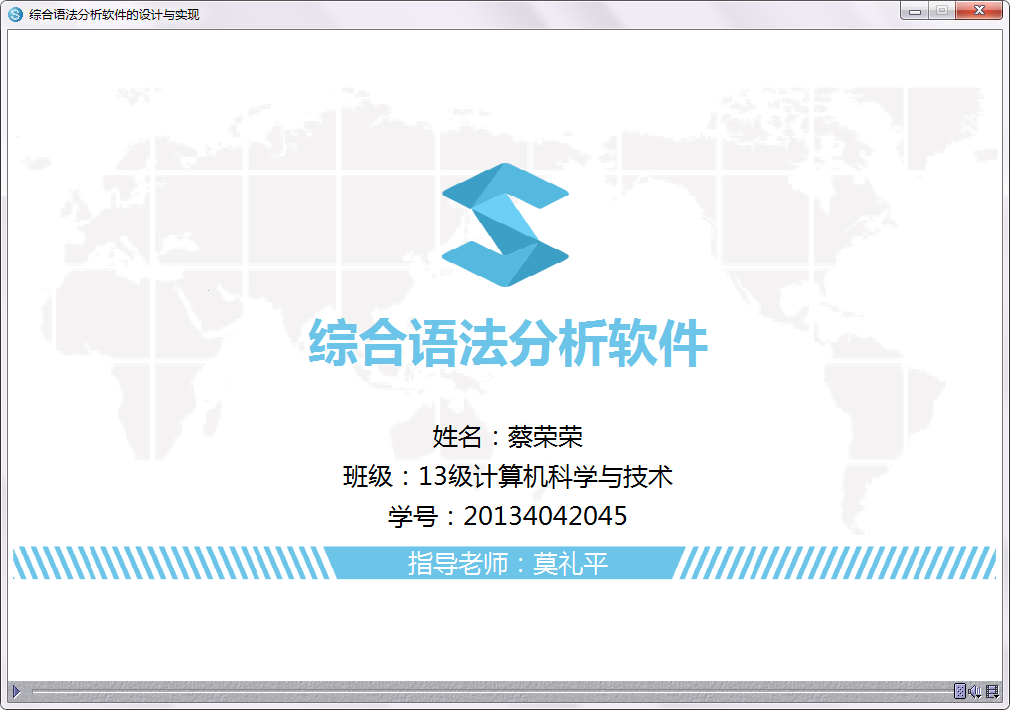 综合语法分析软件的设计与实现
综合语法分析软件
姓名：蔡荣荣
班级：13级计算机科学与技术
学号：20134042045
指导老师：莫礼平